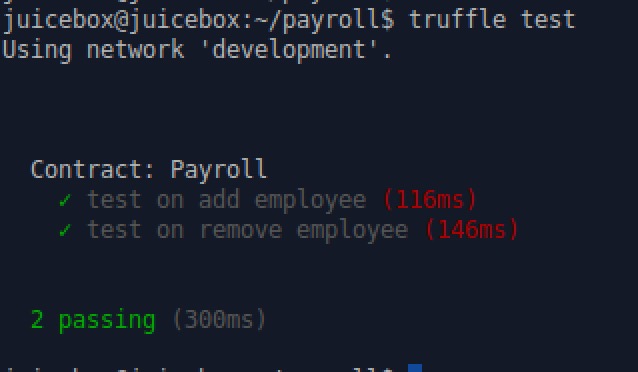 juicebox@juicebox:~/payroll$ truffle test
Using network 'development'.
Contract: Payroll
✓ test on add employee (116ms)
✓ test on remove employee (146ms)
2 passing (300ms)